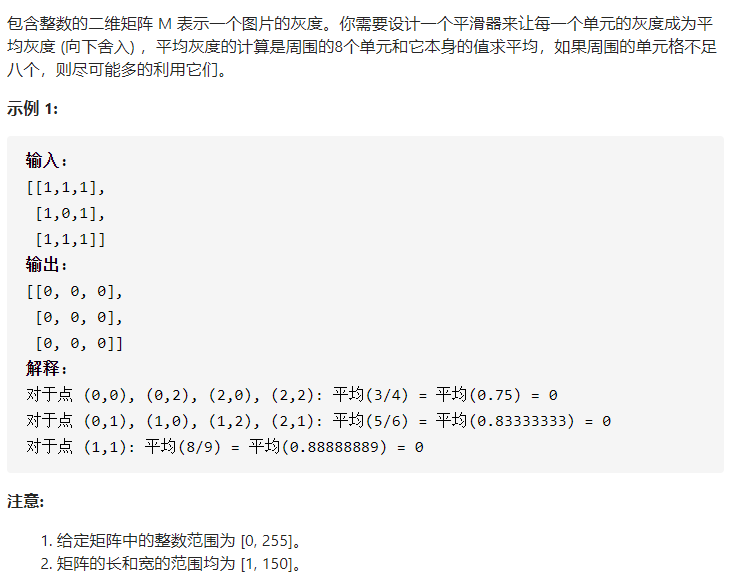 包含整数的二维矩阵 M 表示一个图片的灰度。你需要设计一个平滑器来让每一个单元的灰度成为平
均灰度 (向下舍入) ，平均灰度的计算是周围的8个单元和它本身的值求平均，如果周围的单元格不足
八个，则尽可能多的利用它们。
示例 1:
输入:
[[1,1,1],
 [1,0,1],
 [1,1,1]]
输出:
[[0, 0, 0],
 [0, 0, 0],
 [0, 0, 0]]
解释:
对于点 (0,0), (0,2), (2,0), (2,2): 平均(3/4) = 平均(0.75) = 0
对于点 (0,1), (1,0), (1,2), (2,1): 平均(5/6) = 平均(0.83333333) = 0
对于点 (1,1): 平均(8/9) = 平均(0.88888889) = 0
注意:
1. 给定矩阵中的整数范围为 [0, 255]。
2. 矩阵的长和宽的范围均为 [1, 150]。